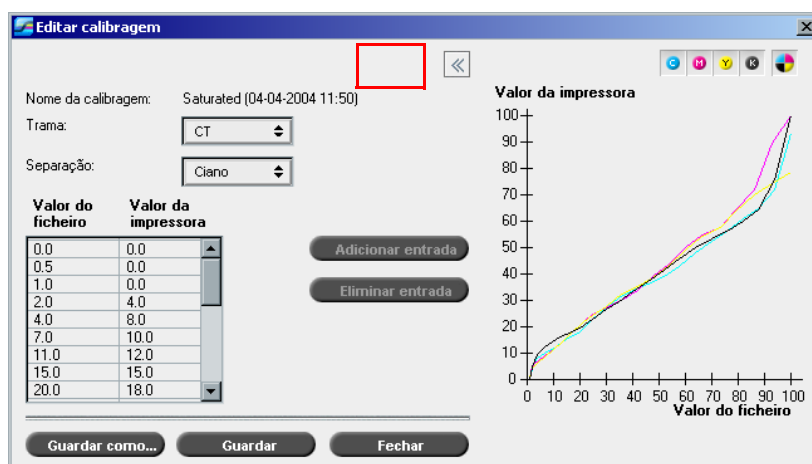 Editar calibragem
C M Y K
Nome da calibragem: Saturated (04-04-2004 11:50)
Trama: CT
Separação: Ciano
Valor do ficheiro Valor da impressora
0.0 0.0
0.5 0.0
1.0 0.0
2.0 4.0
4.0 8.0
7.0 10.0
11.0 12.0
15.0 15.0
20.0 18.0
Adicionar entrada
Eliminar entrada
Guardar como... Guardar Fechar
Valor da impressora
100
90
80
70
60
50
40
30
20
10
0
0 10 20 30 40 50 60 70 80 90 100
Valor do ficheiro